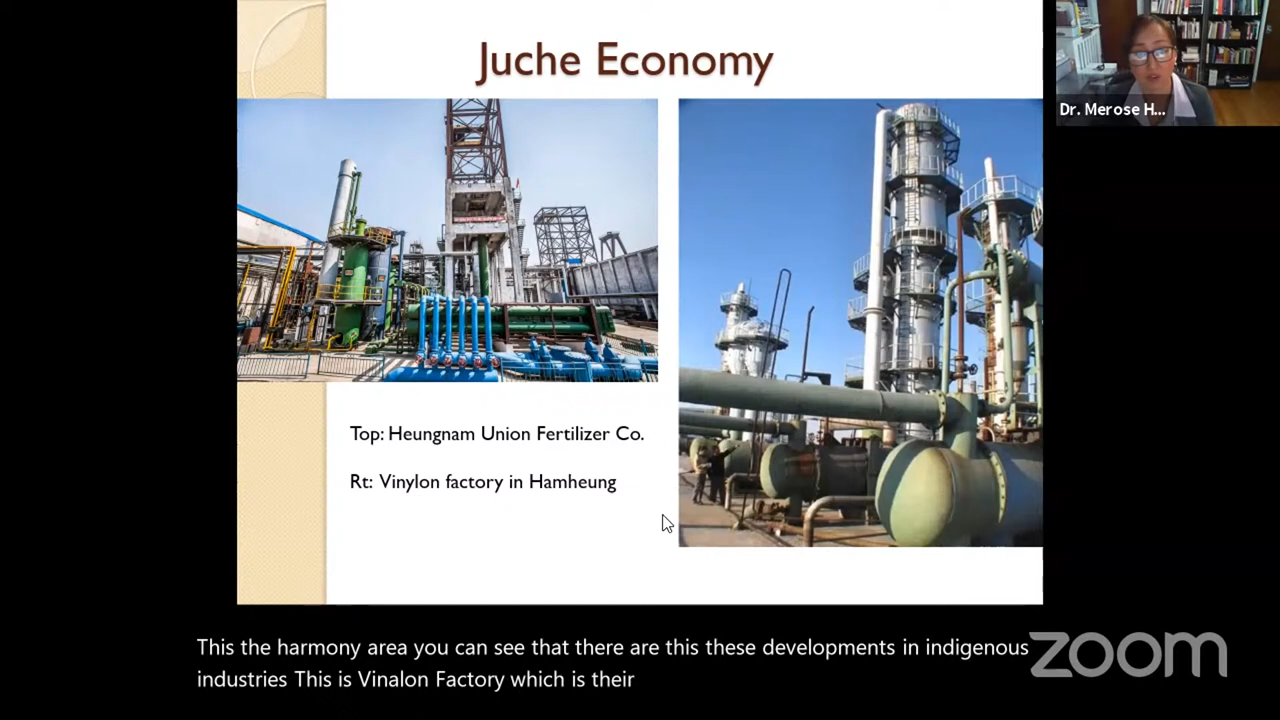 Juche Economy
Dr. Merose H...
Top: Heungnam Union Fertilizer Co.
Rt: Vinylon factory in Hamheung
This the harmony area you can see that there are this these developments in indigenous
industries This is Vinalon Factory which is their
zoom